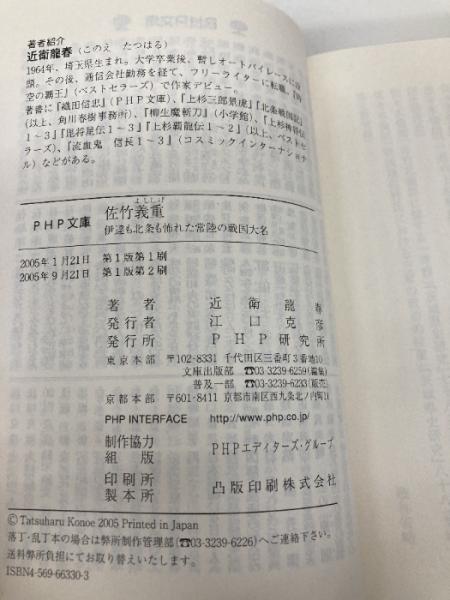 著者紹介
近衛龍春(このえ たつはる)
1964年、埼玉県生まれ。大学卒業後、暫しオートバイレースに没
頭。その後、通信会社勤務を経て、フリーライターに転職。『時
空の覇王』(ベストセラーズ)で作家デビュー。
著書に『織田信忠』(PHP文庫)、『上杉三郎景虎』『北条戦国記』
(以上、角川春樹事務所)、『柳生魔斬刀』(小学館)、『上杉神将伝
1~3』『毘将星伝1~3』『上杉覇龍伝1~2』(以上、ベストセ
ラーズ)、『流血鬼 信長1~3』(コスミックインターナショナ
ル)などがある。
PHP文庫 佐竹義重
よししげ
伊達も北条も怖れた常陸の戦国大名
2005年1月21日 第1版第1刷
2005年9月21日 第1版第2刷
著者 近衛龍春
発行者 江口克彦
発行所 PHP研究所
東京本部 〒102-8331 千代田区三番町3番地10
文庫出版部 ☎03-3239-6259(編集)
普及一部 ☎03-3239-6233(販売)
京都本部 〒601-8411 京都市南区西九条北ノ内町11
PHP INTERFACE http://www.php.co.jp/
制作協力
組版 PHPエディターズ・グループ
印刷所
製本所 凸版印刷株式会社
© Tatsuharu Konoe 2005 Printed in Japan
落丁・乱丁本の場合は弊所制作管理部(☎03-3239-6226)へご連絡下さい。
送料弊所負担にてお取り替えいたします。
ISBN4-569-66330-3